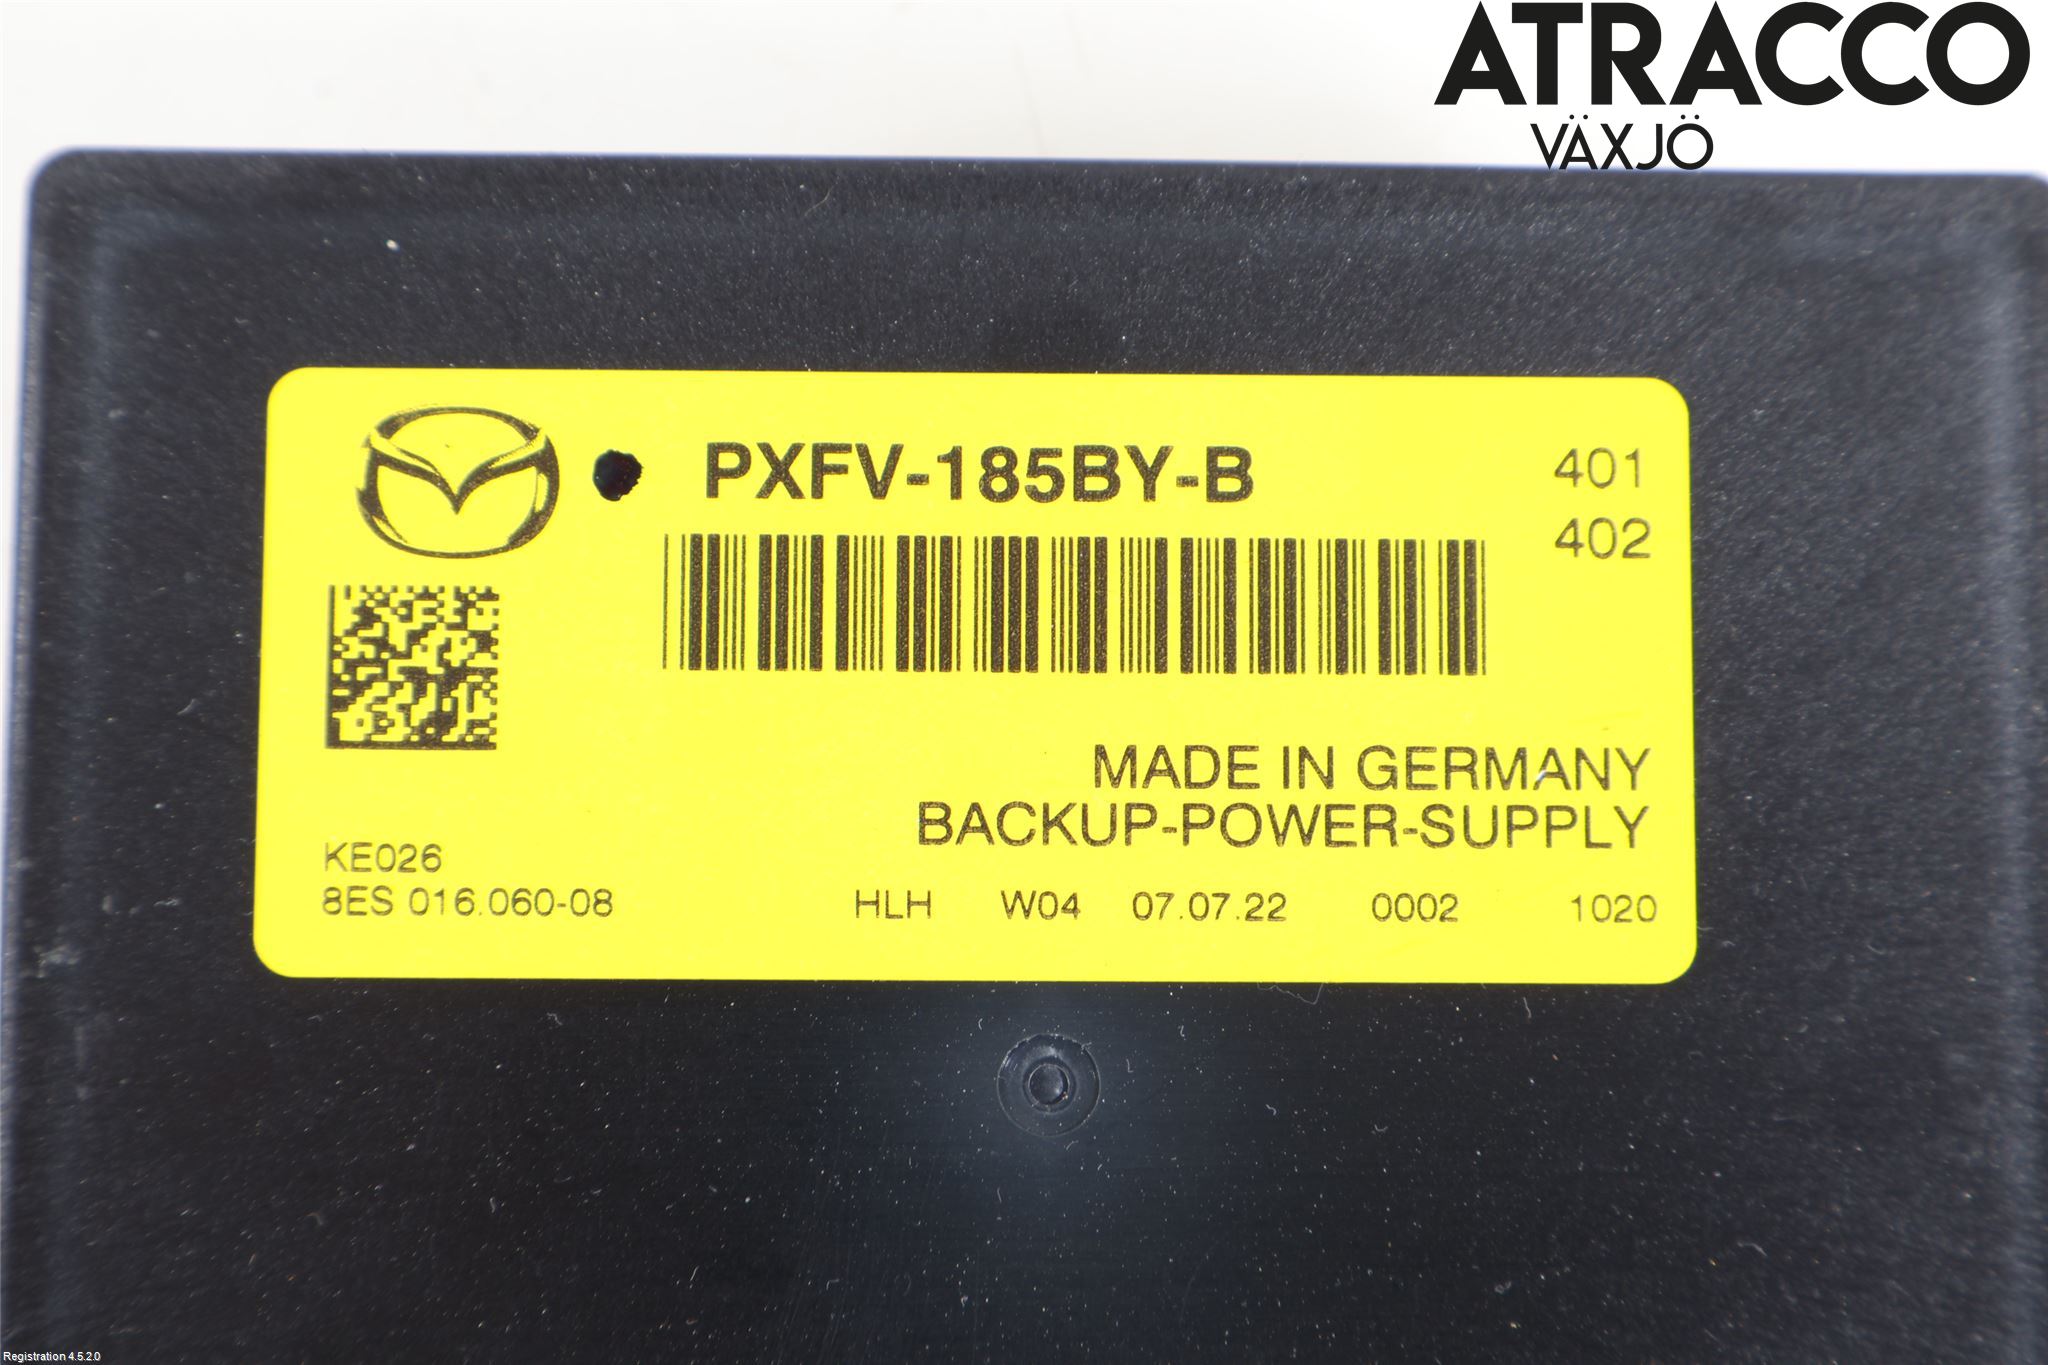 ATRACCO
VÄXJÖ
PXFV-185BY-B
401
402
MADE IN GERMANY
BACKUP-POWER-SUPPLY
KE026
8ES 016.060-08 HLH W04 07.07.22 0002 1020
Registration 4.5.2.0